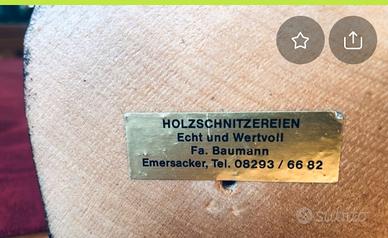 HOLZSCHNITZEREIEN
Echt und Wertvoll
Fa. Baumann
Emersacker, Tel. 08293 / 66 82
Subito